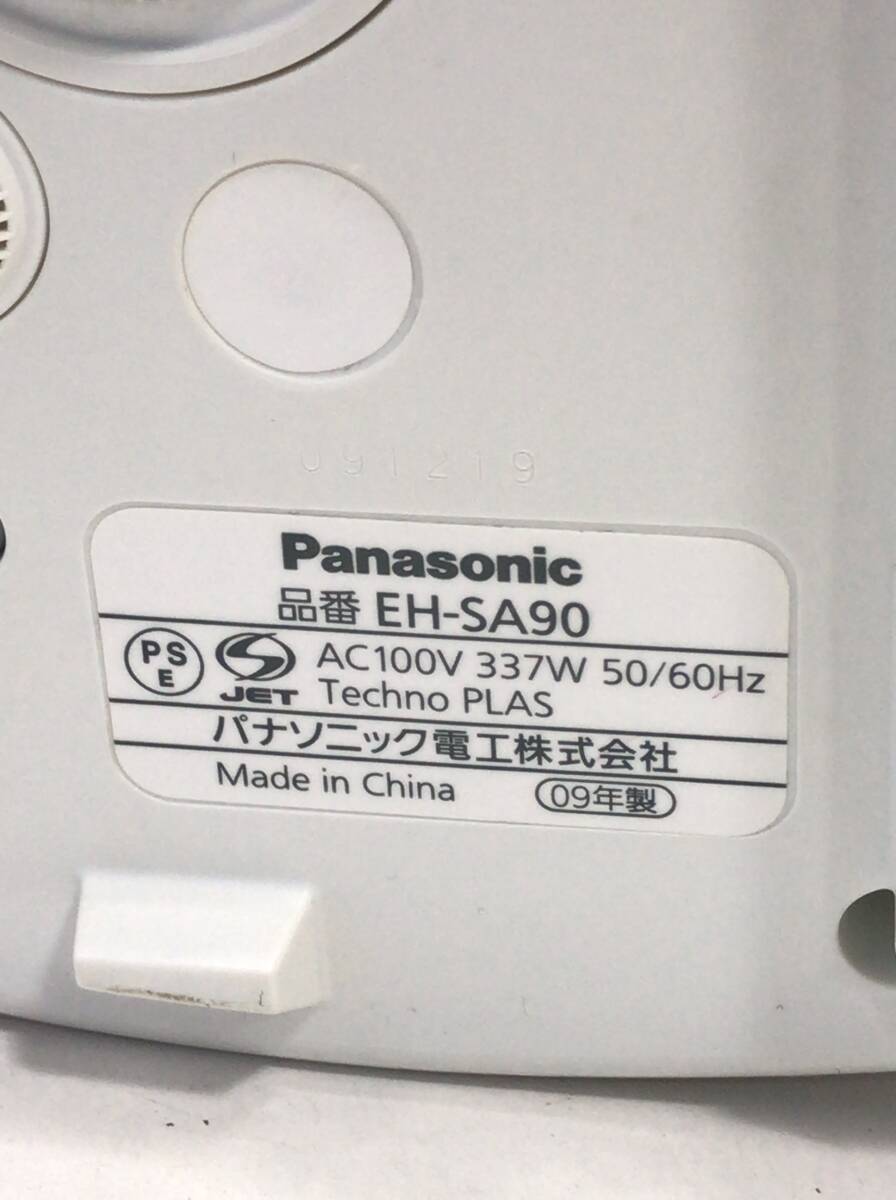 091219
Panasonic
品番 EH-SA90
PS
E
JET
AC100V 337W 50/60Hz
Techno PLAS
パナソニック電工株式会社
Made in China
09年製